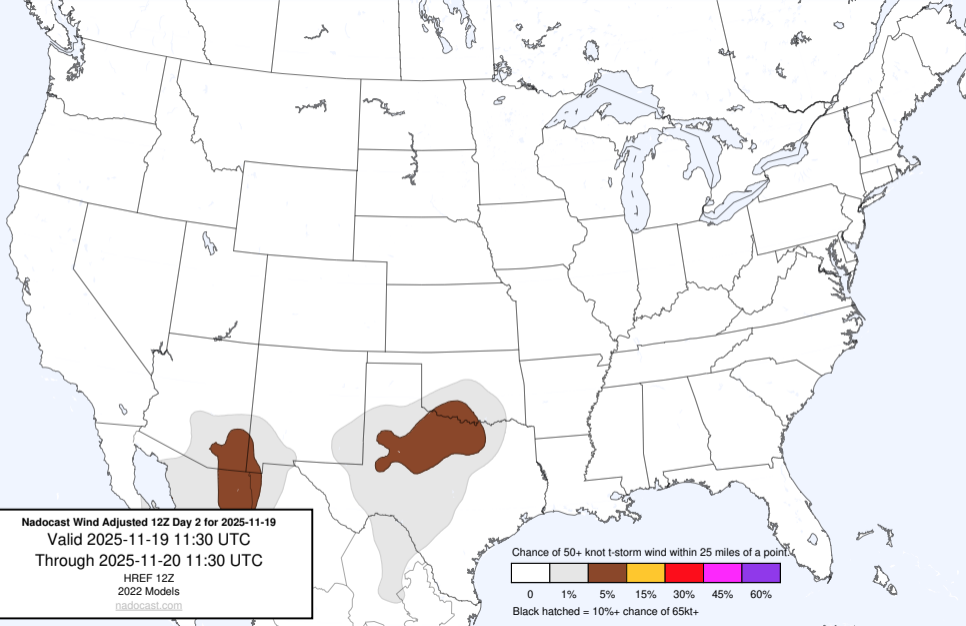 Nadocast Wind Adjusted 12Z Day 2 for 2025-11-19
Valid 2025-11-19 11:30 UTC
Through 2025-11-20 11:30 UTC
HREF 12Z
2022 Models
nadocast.com
Chance of 50+ knot t-storm wind within 25 miles of a point.
0 1% 5% 15% 30% 45% 60%
Black hatched = 10%+ chance of 65kt+